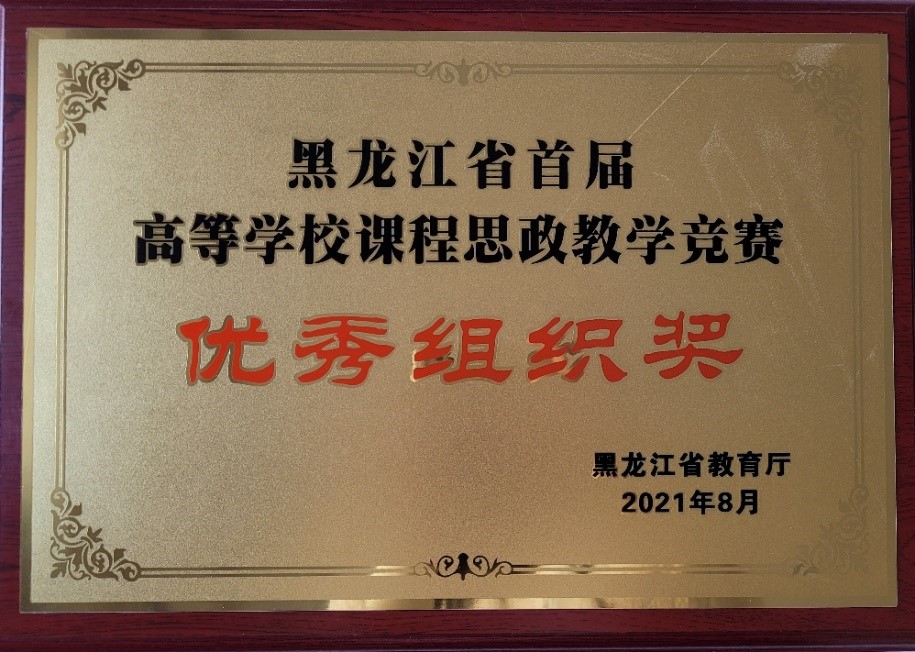 黑龙江省首届
高等学校课程思政教学竞赛
优秀组织奖
黑龙江省教育厅
2021年8月